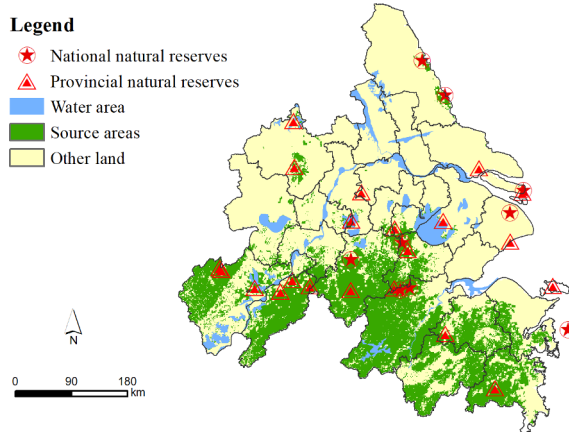 Legend
National natural reserves
Provincial natural reserves
Water area
Source areas
Other land
N
0 90 180
km